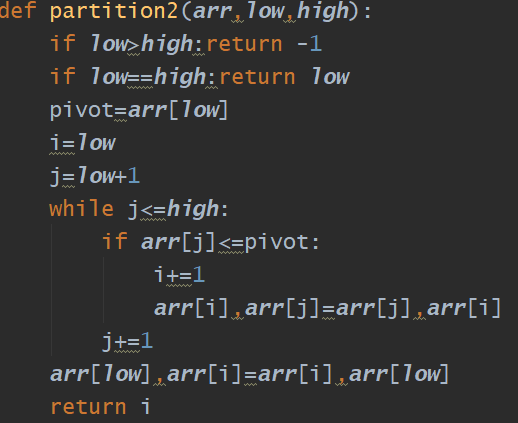 def partition2(arr,low,high):
    if low>high:return -1
    if low==high:return low
    pivot=arr[low]
    i=low
    j=low+1
    while j<=high:
        if arr[j]<=pivot:
            i+=1
            arr[i],arr[j]=arr[j],arr[i]
        j+=1
    arr[low],arr[i]=arr[i],arr[low]
    return i